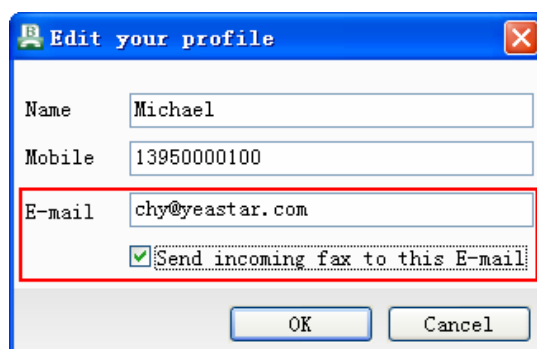 Edit your profile
Name Michael
Mobile 13950000100
E-mail chy@yeastar.com
Send incoming fax to this E-mail
OK Cancel